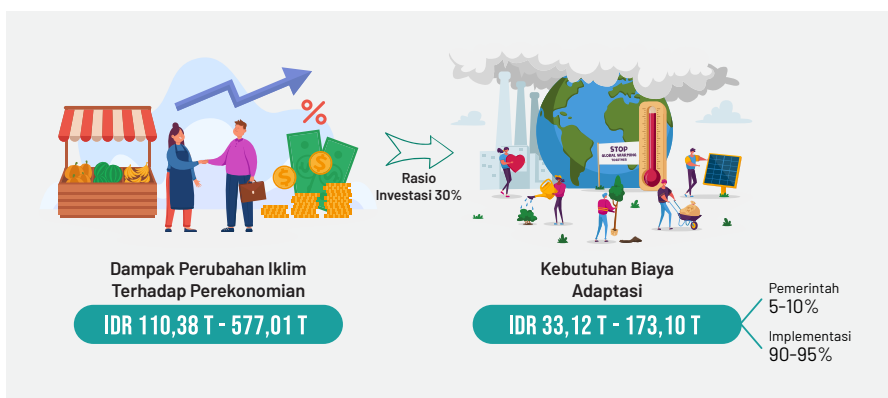 STOP
GLOBAL WARMING
TOGETHER
Rasio
Investasi 30%
Dampak Perubahan Iklim
Terhadap Perekonomian
IDR 110,38 T - 577,01 T
Kebutuhan Biaya
Adaptasi
IDR 33,12 T - 173,10 T
Pemerintah
5-10%
Implementasi
90-95%